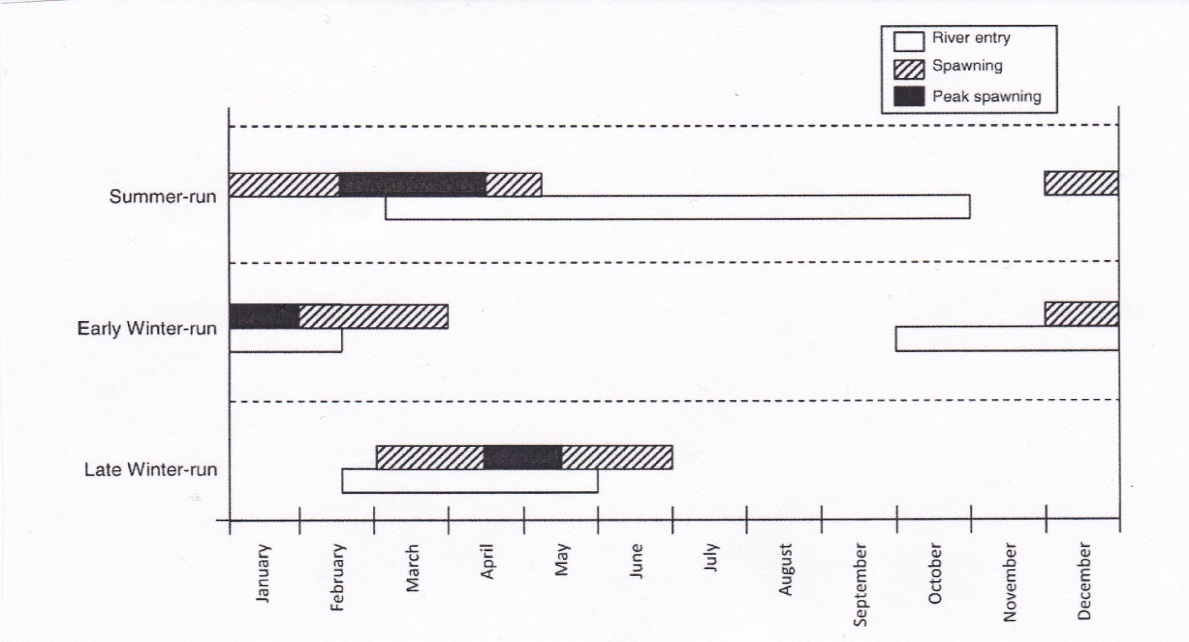 River entry
Spawning
Peak spawning
Summer-run
Early Winter-run
Late Winter-run
January
February
March
April
May
June
July
August
September
October
November
December